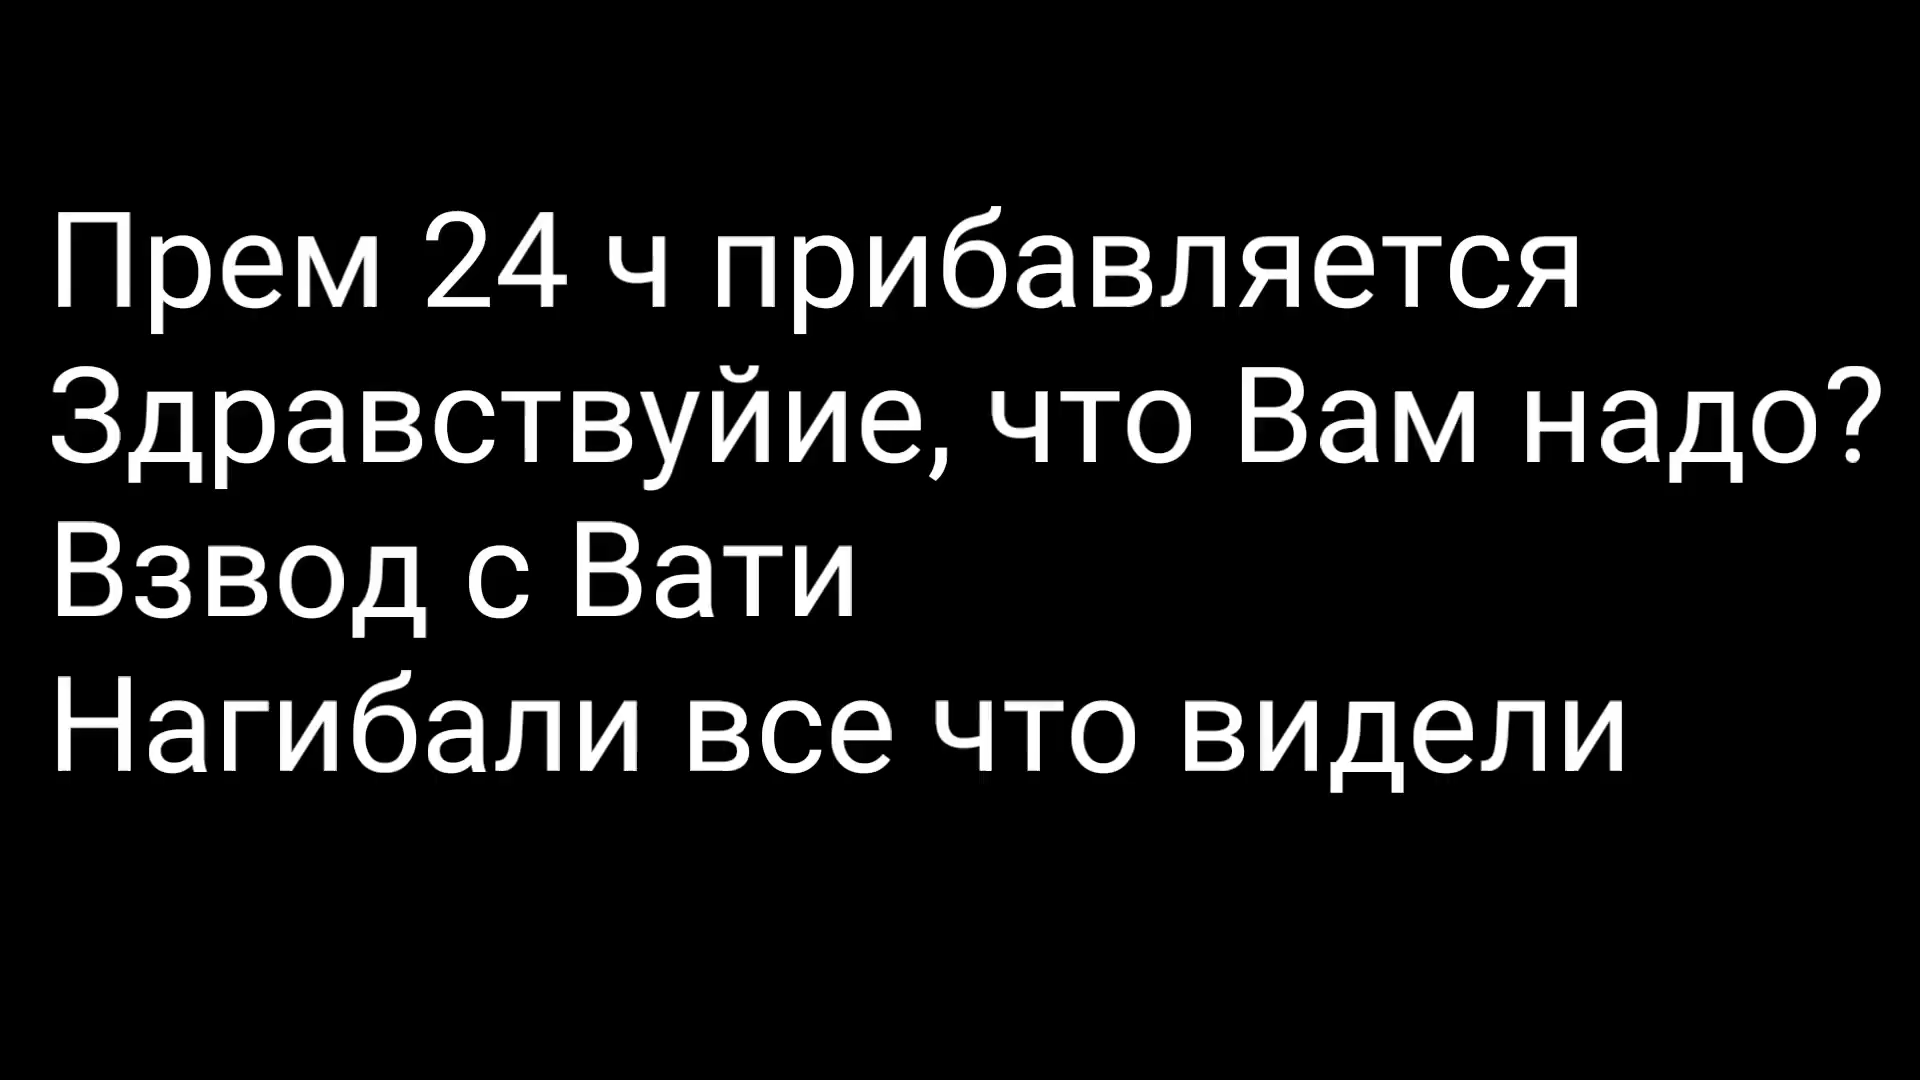 Прем 24 ч прибавляется
Здравствуйие, что Вам надо?
Взвод с Вати
Нагибали все что видели